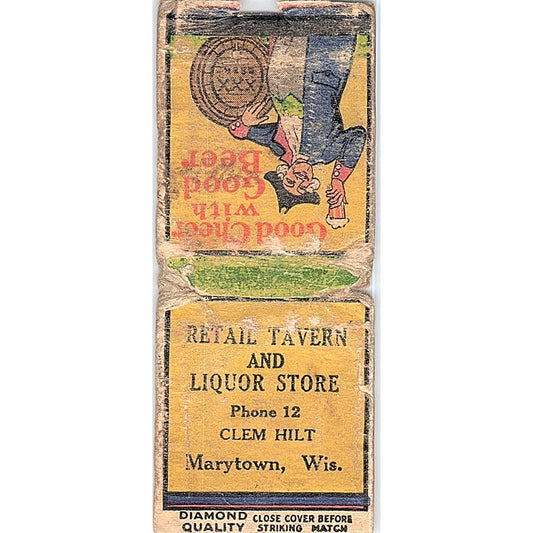 Good Cheer
with
Good
Beer
XXX
RETAIL TAVERN
AND
LIQUOR STORE
Phone 12
CLEM HILT
Marytown, Wis.
DIAMOND QUALITY
CLOSE COVER BEFORE
STRIKING MATCH